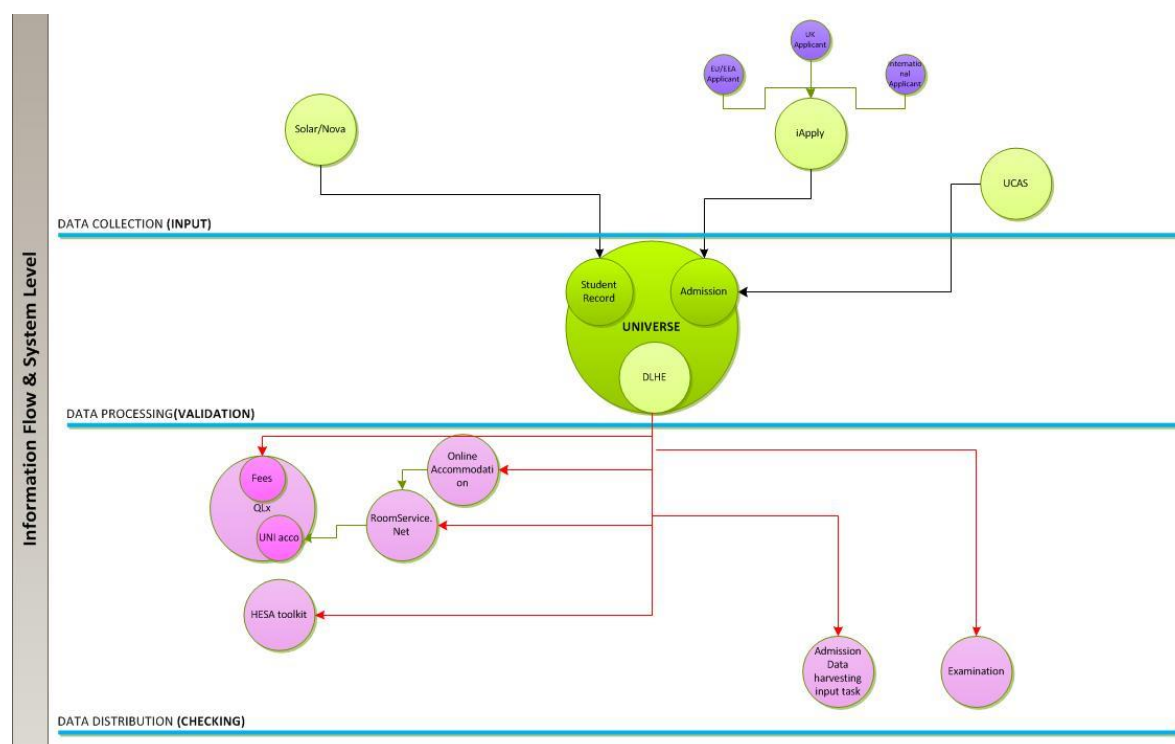 Information Flow & System Level
UK
Applicant
EU/EEA
Applicant
Internatio
nal
Applicant
Solar/Nova
iApply
UCAS
DATA COLLECTION (INPUT)
Student
Record
Admission
UNIVERSE
DLHE
DATA PROCESSING(VALIDATION)
Online
Accommodati
on
Fees
QLx
RoomService.
Net
UNI acco
HESA toolkit
Admission
Data
harvesting
input task
Examination
DATA DISTRIBUTION (CHECKING)